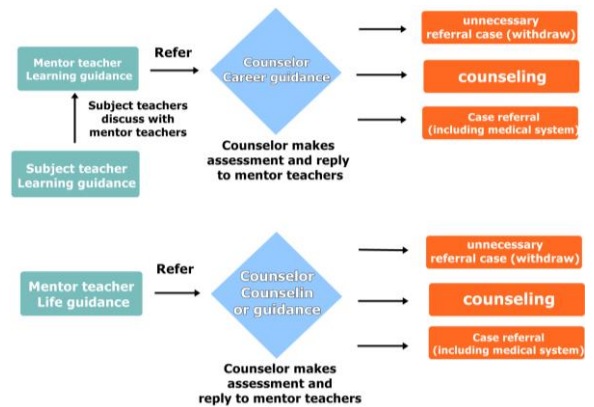 Mentor teacher
Learning guidance
Refer
Counselor
Career guidance
unnecessary
referral case (withdraw)
counseling
Case referral
(including medical system)
Subject teachers
discuss with
mentor teachers
Counselor makes
assessment and reply
to mentor teachers
Subject teacher
Learning guidance
Mentor teacher
Life guidance
Refer
Counselor
Counselin
or guidance
unnecessary
referral case (withdraw)
counseling
Case referral
(including medical system)
Counselor makes
assessment and
reply to mentor teachers